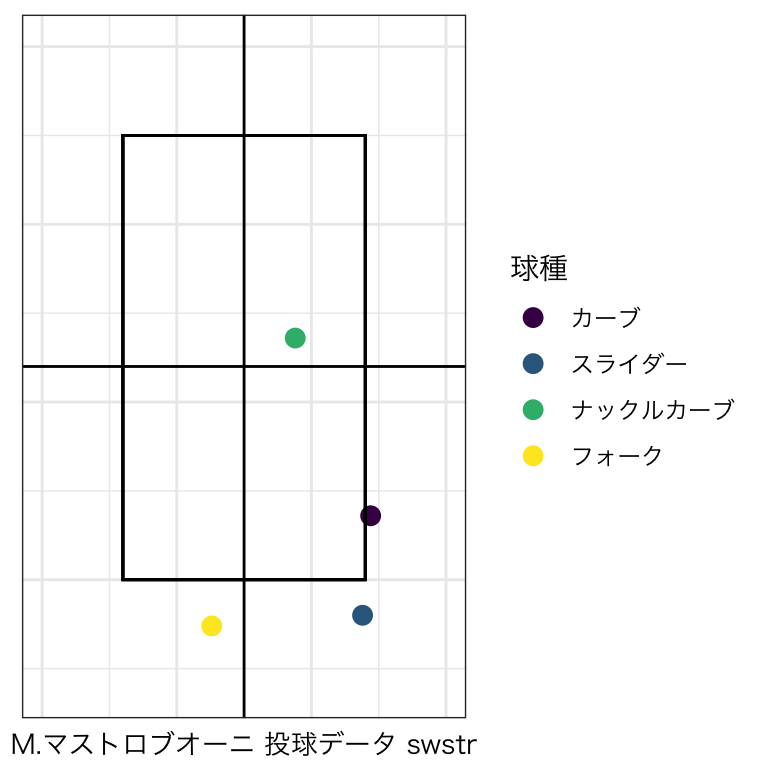 球種
カーブ
スライダー
ナックルカーブ
フォーク
M.マストロブオーニ 投球データ swstr